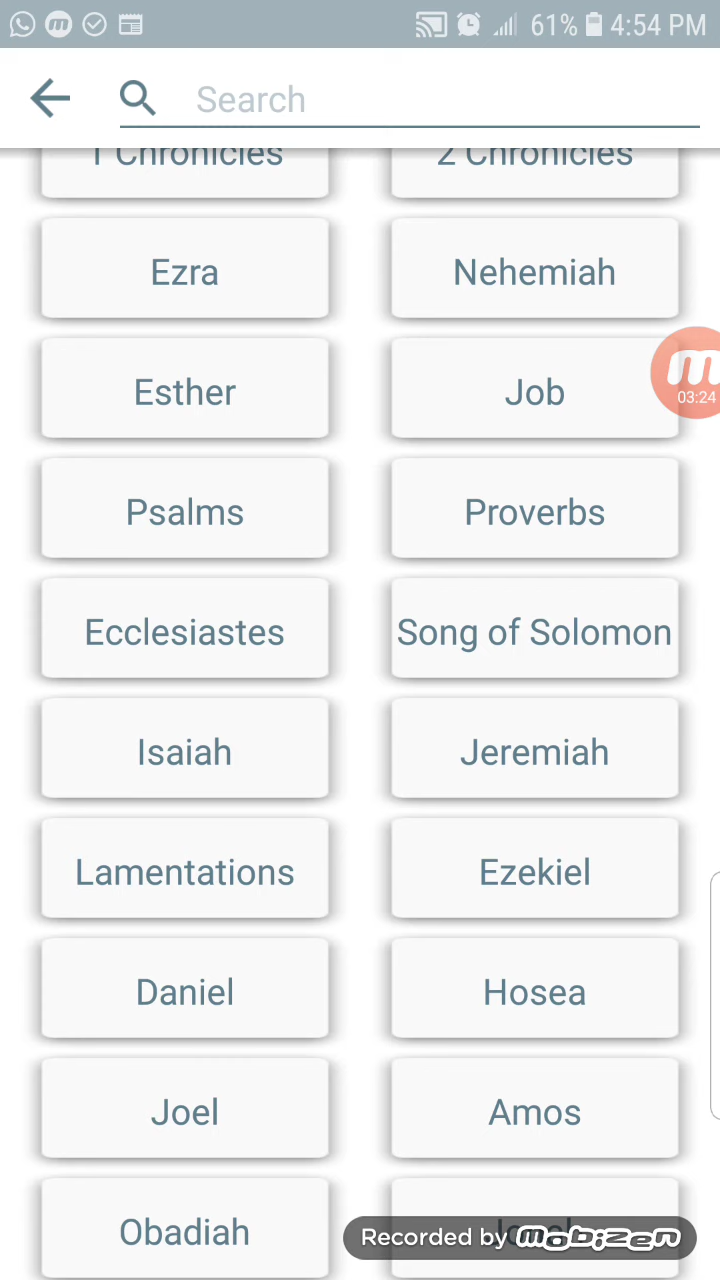 61% 4:54 PM
Search
1 Chronicles 2 Chronicles
Ezra Nehemiah
Esther Job
03:24
Psalms Proverbs
Ecclesiastes Song of Solomon
Isaiah Jeremiah
Lamentations Ezekiel
Daniel Hosea
Joel Amos
Obadiah
Recorded by mobizen